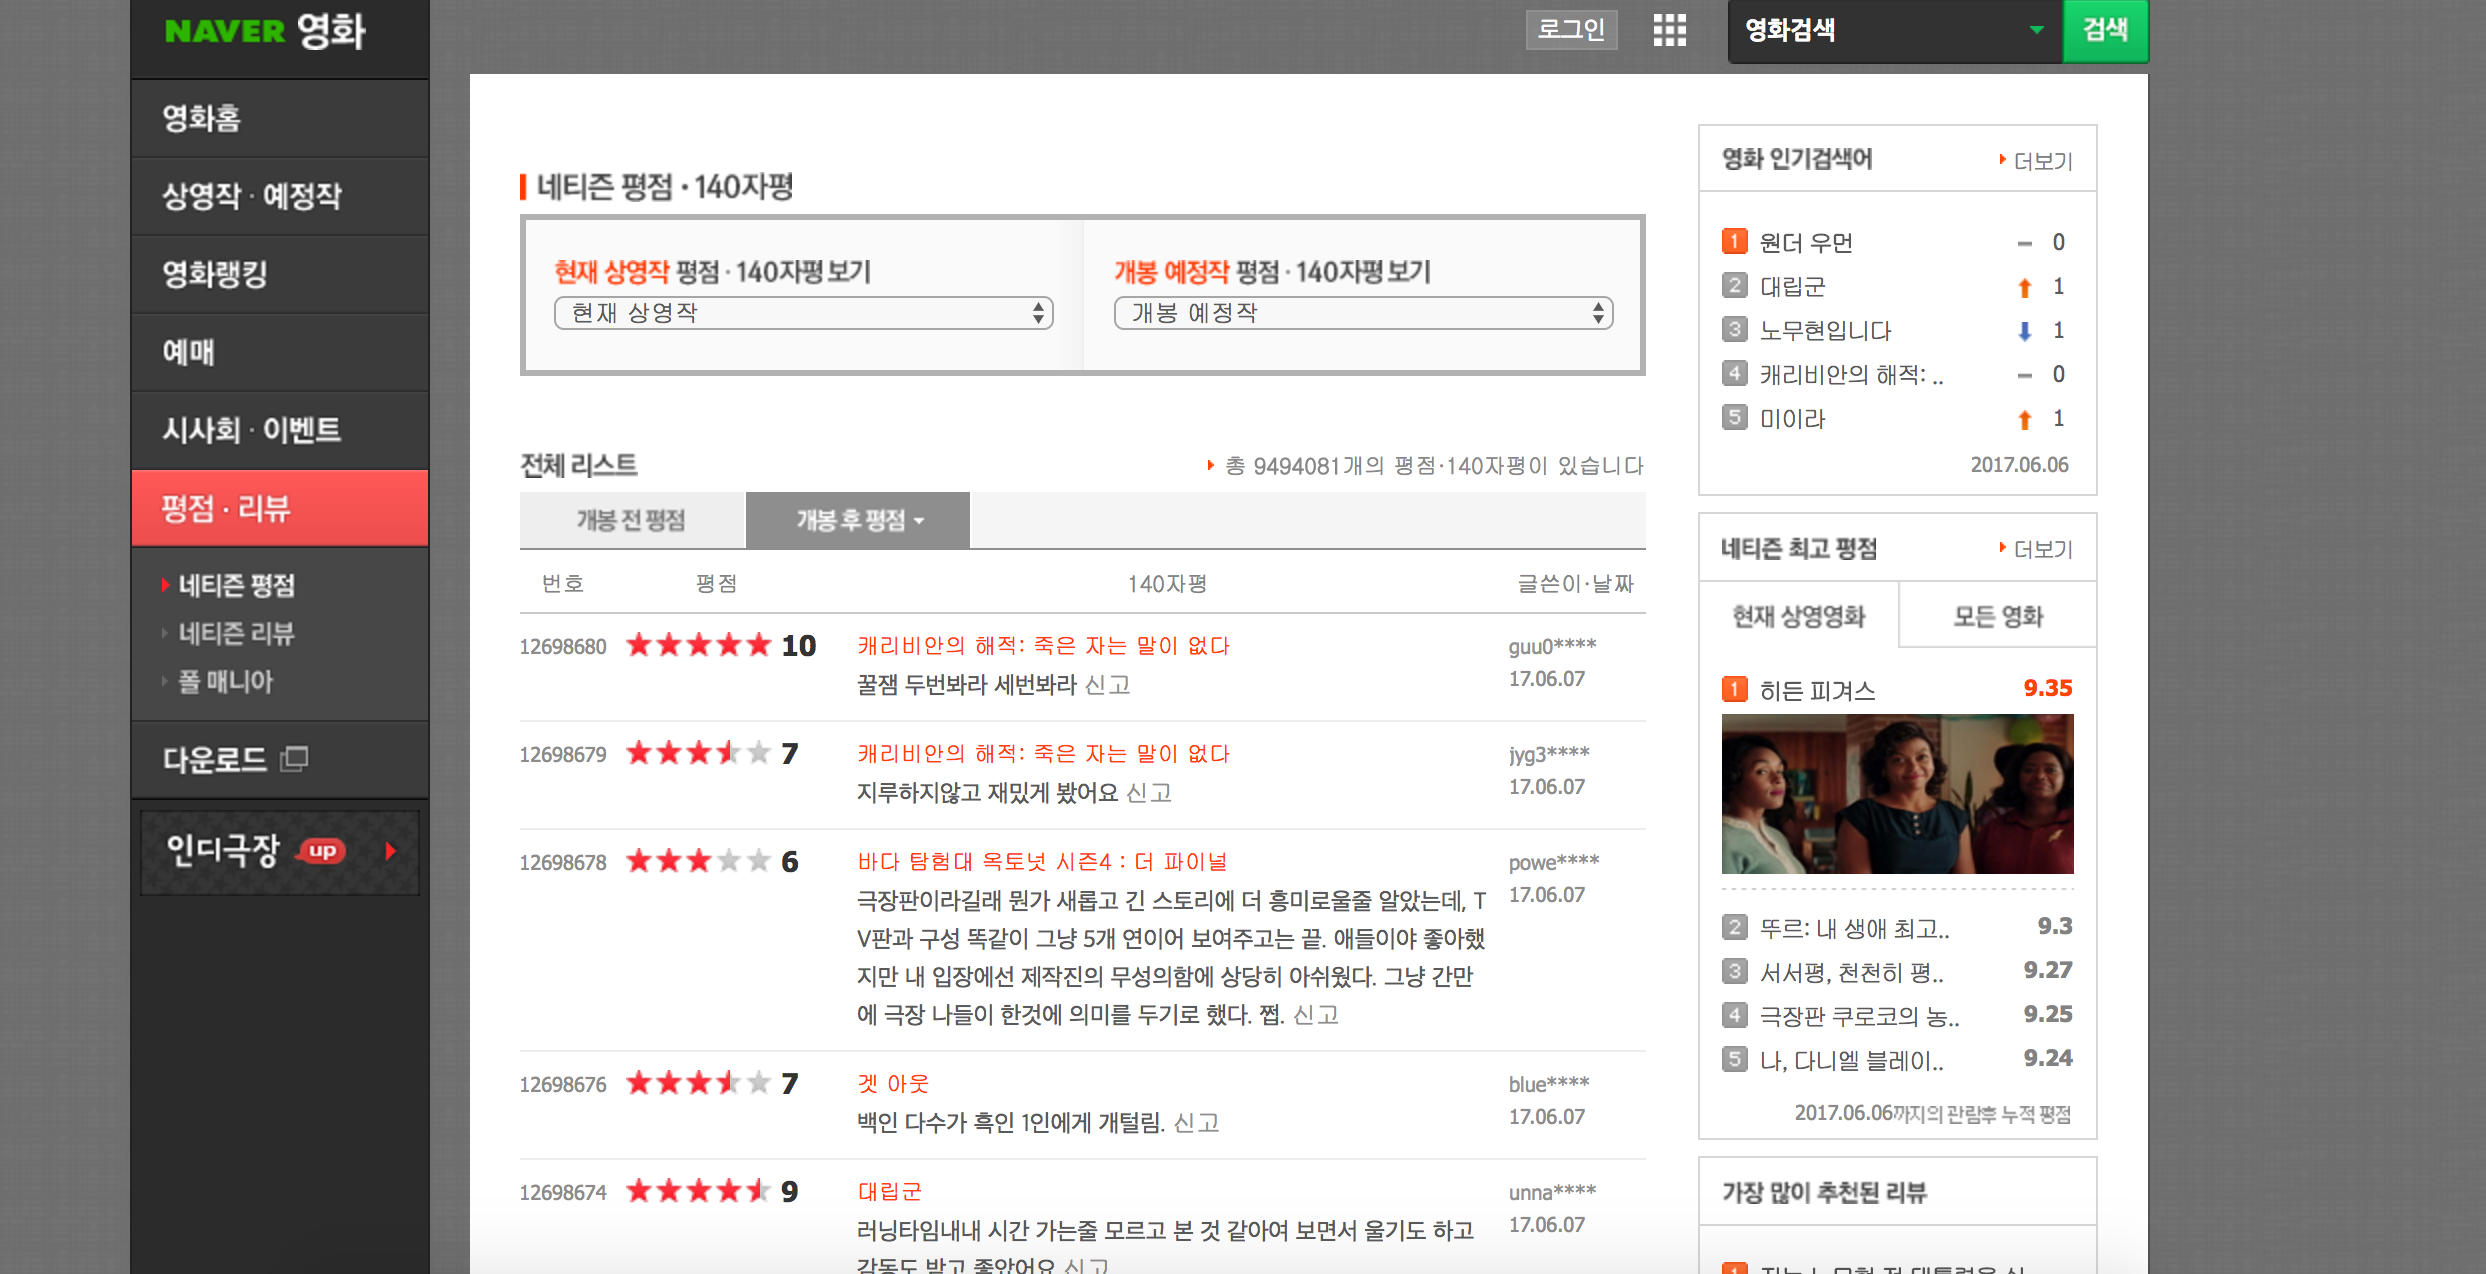 NAVER 영화
로그인
영화검색
검색
영화홈
상영작 · 예정작
영화랭킹
예매
시사회 · 이벤트
평점 · 리뷰
네티즌 평점
네티즌 리뷰
폴 매니아
다운로드
인디극장 up
네티즌 평점 · 140자평
현재 상영작 평점 · 140자평 보기
현재 상영작
개봉 예정작 평점 · 140자평 보기
개봉 예정작
전체 리스트
총 9494081개의 평점·140자평이 있습니다
개봉 전 평점
개봉 후 평점
번호 평점 140자평 글쓴이·날짜
12698680 10 캐리비안의 해적: 죽은 자는 말이 없다 guu0****
꿀잼 두번봐라 세번봐라 신고 17.06.07
12698679 7 캐리비안의 해적: 죽은 자는 말이 없다 jyg3****
지루하지않고 재밌게 봤어요 신고 17.06.07
12698678 6 바다 탐험대 옥토넛 시즌4 : 더 파이널 powe****
극장판이라길래 뭔가 새롭고 긴 스토리에 더 흥미로울줄 알았는데, T 17.06.07
V판과 구성 똑같이 그냥 5개 연이어 보여주고는 끝. 애들이야 좋아했
지만 내 입장에선 제작진의 무성의함에 상당히 아쉬웠다. 그냥 간만
에 극장 나들이 한것에 의미를 두기로 했다. 쩝. 신고
12698676 7 겟 아웃 blue****
백인 다수가 흑인 1인에게 개털림. 신고 17.06.07
12698674 9 대립군 unna****
러닝타임내내 시간 가는줄 모르고 본 것 같아여 보면서 울기도 하고 17.06.07
감동도 받고 좋았어요 신고
영화 인기검색어 더보기
1 원더 우먼 0
2 대립군 1
3 노무현입니다 1
4 캐리비안의 해적: .. 0
5 미이라 1
2017.06.06
네티즌 최고 평점 더보기
현재 상영영화 모든 영화
1 히든 피겨스 9.35
2 뚜르: 내 생애 최고.. 9.3
3 서서평, 천천히 평.. 9.27
4 극장판 쿠로코의 농.. 9.25
5 나, 다니엘 블레이.. 9.24
2017.06.06까지의 관람후 누적 평점
가장 많이 추천된 리뷰
1